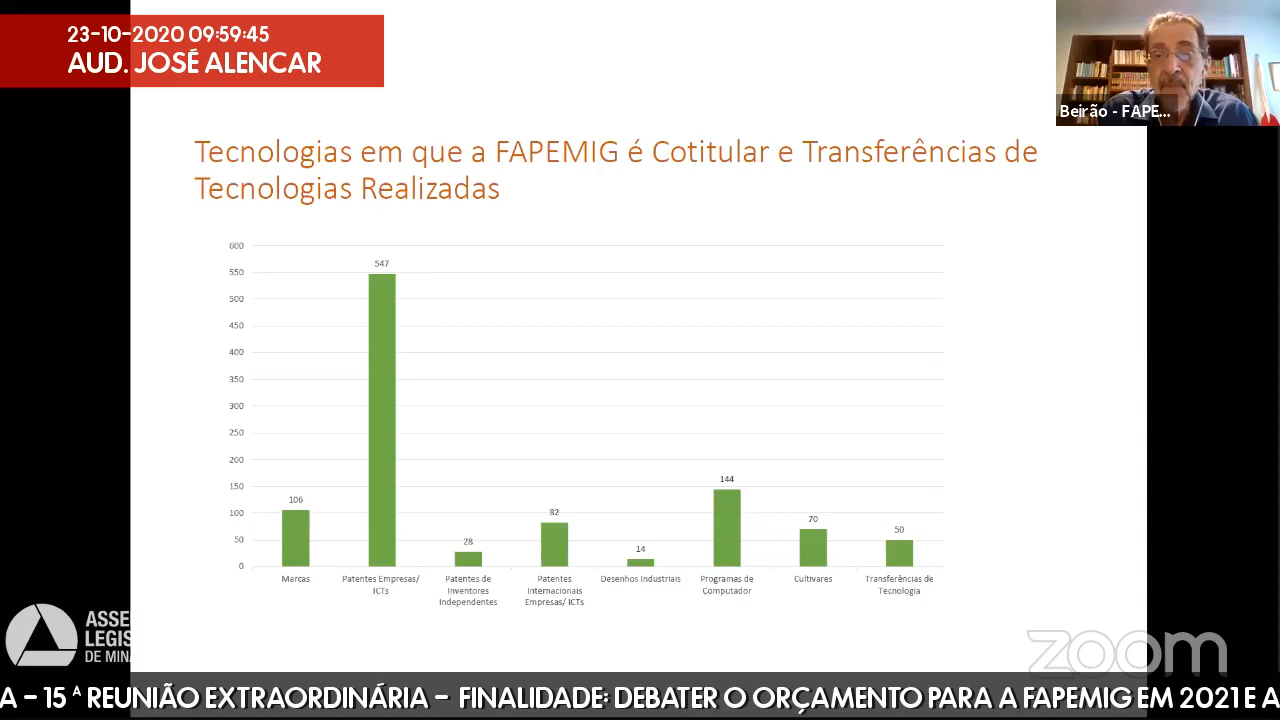 23-10-2020 09:59:45
AUD. JOSÉ ALENCAR
Beirão - FAPE...
Tecnologias em que a FAPEMIG é Cotitular e Transferências de
Tecnologias Realizadas
600
550
500
450
400
350
300
250
200
150
100
50
0
106
547
28
82
14
144
70
50
Marcas
Patentes Empresas/
ICTs
Patentes de
Inventores
Independentes
Patentes
Internacionais
Empresas/ ICTs
Desenhos Industriais
Programas de
Computador
Cultivares
Transferências de
Tecnologia
ASSE
LEGIS
DE MINA
zoom
A – 15ª REUNIÃO EXTRAORDINÁRIA – FINALIDADE: DEBATER O ORÇAMENTO PARA A FAPEMIG EM 2021 E A